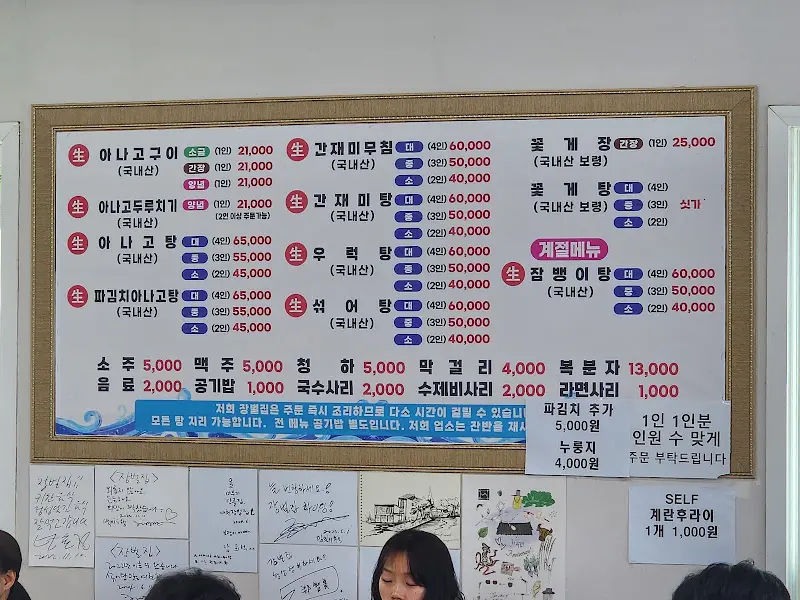 生 아나고구이 소금 (1인) 21,000
(국내산) 간장 (1인) 21,000
양념 (1인) 21,000
生 아나고두루치기 양념 (1인) 21,000
(국내산) (2인 이상 주문가능)
生 아나고탕 대 (4인) 65,000
(국내산) 중 (3인) 55,000
소 (2인) 45,000
生 파김치아나고탕 대 (4인) 65,000
(국내산) 중 (3인) 55,000
소 (2인) 45,000
生 간재미무침 대 (4인) 60,000
(국내산) 중 (3인) 50,000
소 (2인) 40,000
生 간재미탕 대 (4인) 60,000
(국내산) 중 (3인) 50,000
소 (2인) 40,000
生 우럭탕 대 (4인) 60,000
(국내산) 중 (3인) 50,000
소 (2인) 40,000
生 섞어탕 대 (4인) 60,000
(국내산) 중 (3인) 50,000
소 (2인) 40,000
꽃게장 간장 (1인) 25,000
(국내산 보령)
꽃게탕 대 (4인)
(국내산 보령) 중 (3인) 싯가
소 (2인)
계절메뉴
生 잠뱅이탕 대 (4인) 60,000
(국내산) 중 (3인) 50,000
소 (2인) 40,000
소주 5,000 맥주 5,000 청하 5,000 막걸리 4,000 복분자 13,000
음료 2,000 공기밥 1,000 국수사리 2,000 수제비사리 2,000 라면사리 1,000
저희 장벌집은 주문 즉시 조리하므로 다소 시간이 걸릴 수 있습니
모든 탕 지리 가능합니다. 전 메뉴 공기밥 별도입니다. 저희 업소는 잔반을 재사
파김치 추가
5,000원
누룽지
4,000원
1인 1인분
인원 수 맞게
주문 부탁드립니다
SELF
계란후라이
1개 1,000원
〈장벌집〉
〈장벌집〉